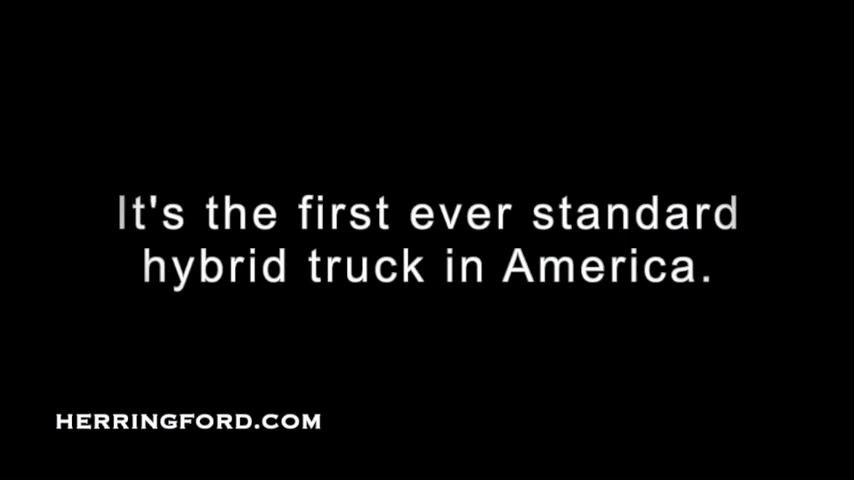 It's the first ever standard
hybrid truck in America.
HERRINGFORD.COM